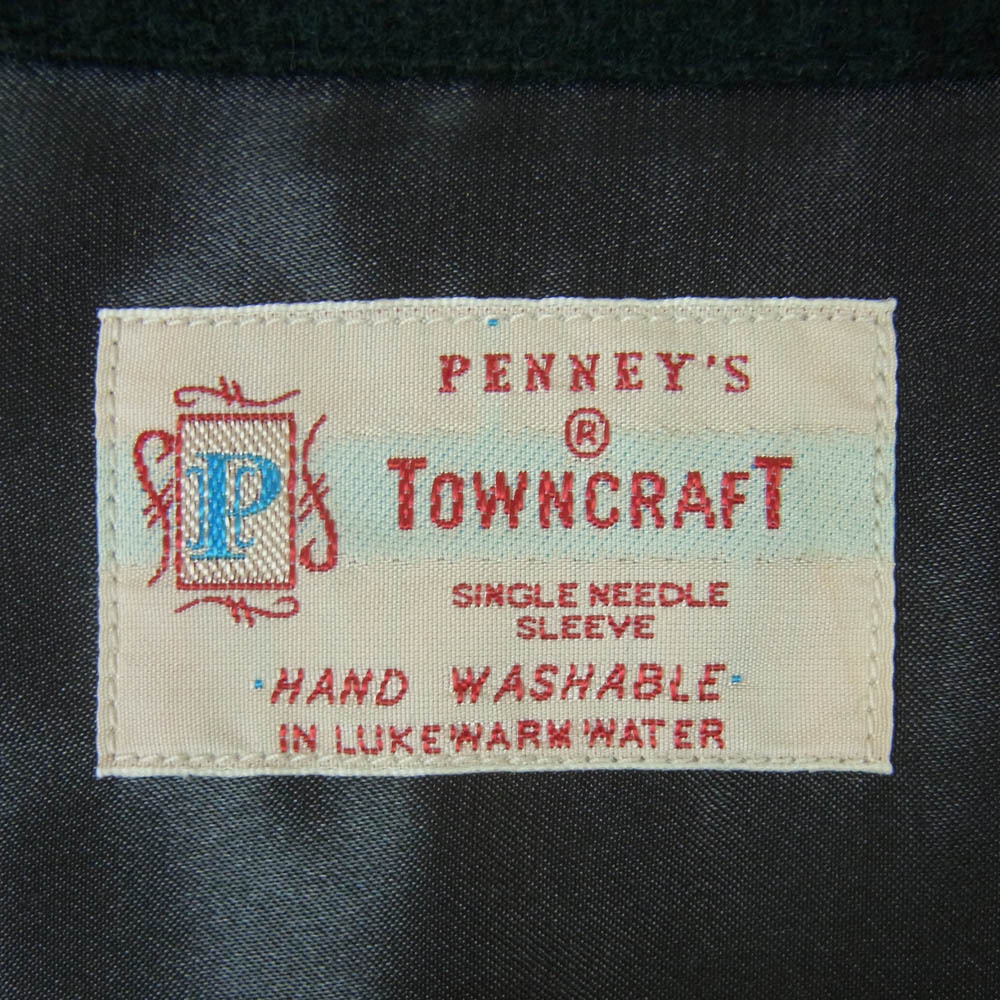 PENNEY'S
®
TOWNCRAFT
P
SINGLE NEEDLE
SLEEVE
HAND WASHABLE
IN LUKEWARM WATER